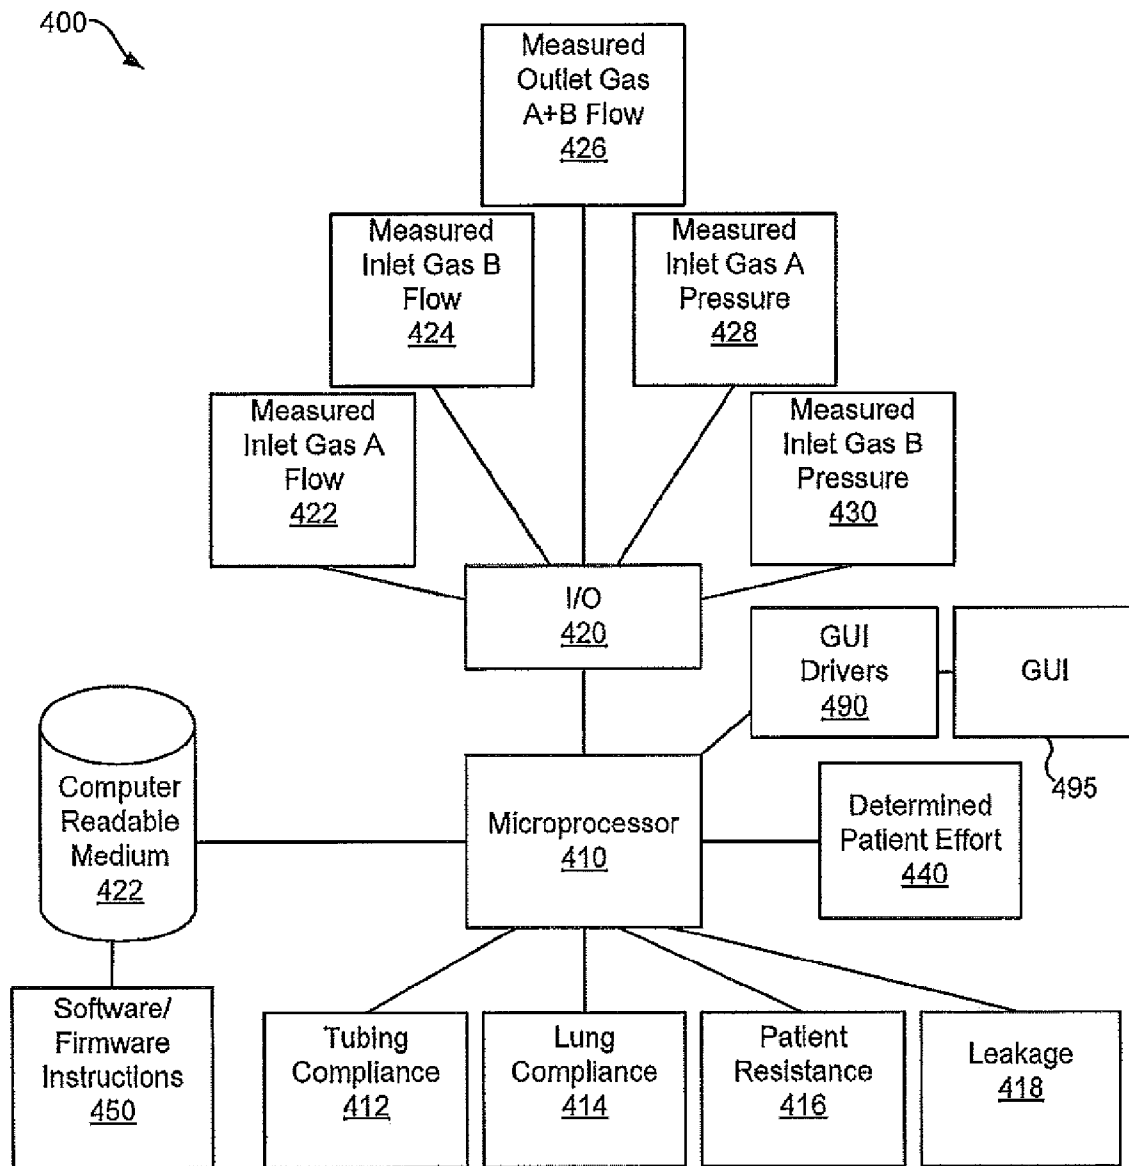 400
Measured
Outlet Gas
A+B Flow
426
Measured
Inlet Gas B
Flow
424
Measured
Inlet Gas A
Pressure
428
Measured
Inlet Gas A
Flow
422
Measured
Inlet Gas B
Pressure
430
I/O
420
GUI
Drivers
490
GUI
495
Computer
Readable
Medium
422
Microprocessor
410
Determined
Patient Effort
440
Software/
Firmware
Instructions
450
Tubing
Compliance
412
Lung
Compliance
414
Patient
Resistance
416
Leakage
418